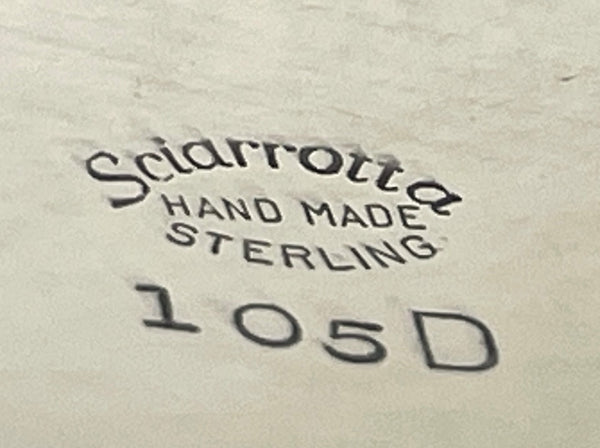 Sciarrotta
HAND MADE
STERLING
105D